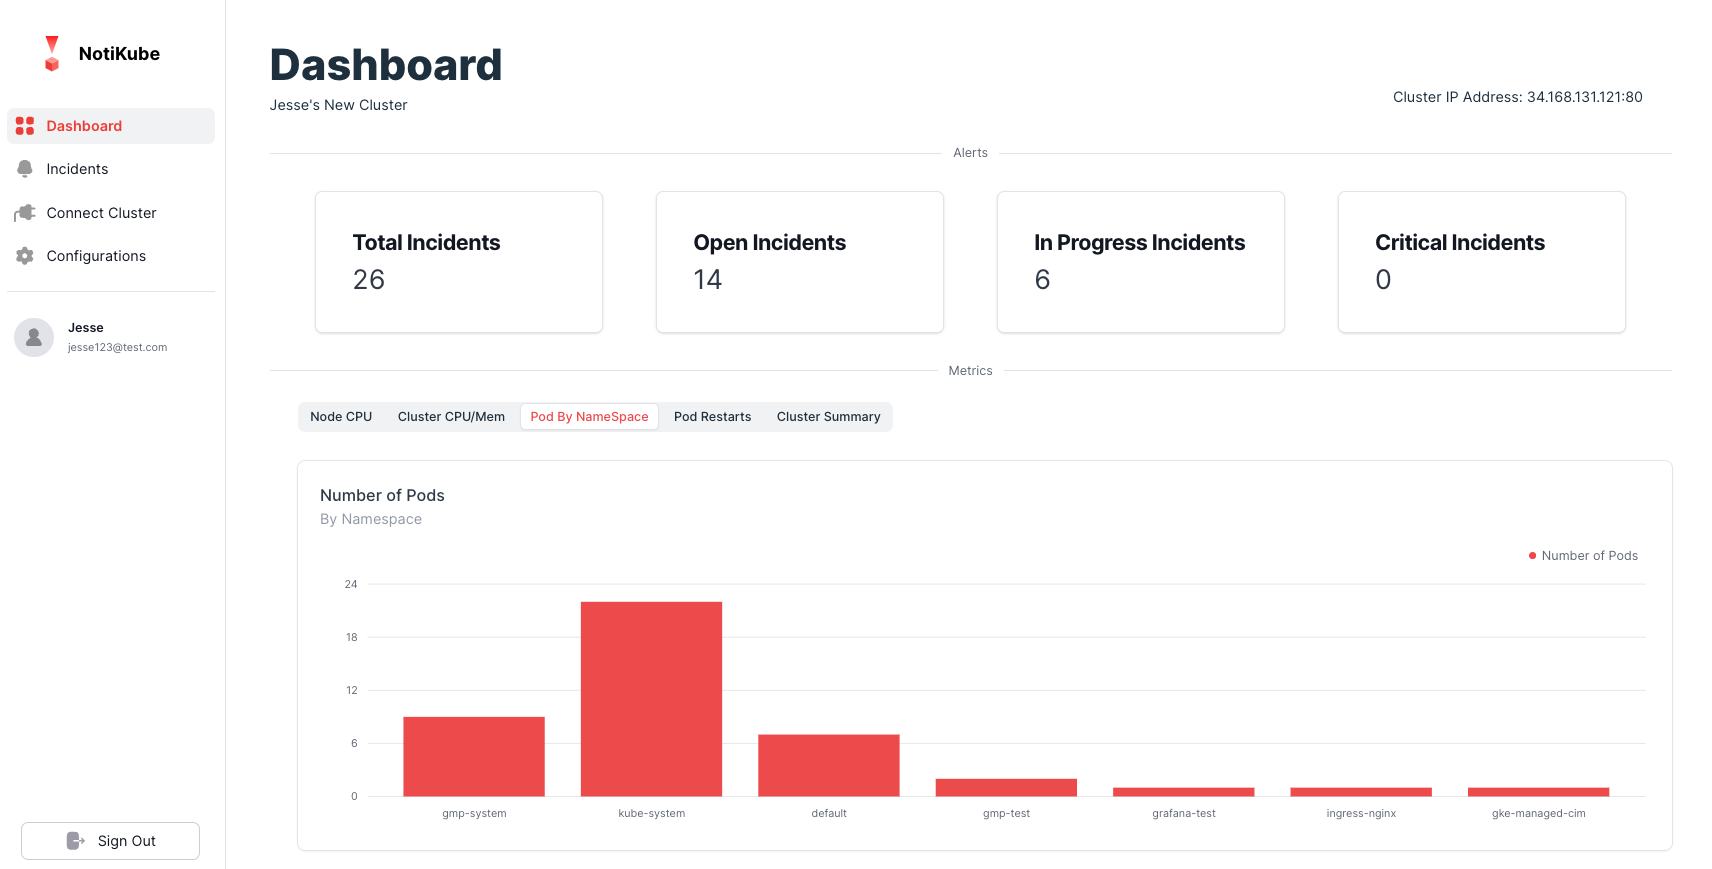 NotiKube
Dashboard
Incidents
Connect Cluster
Configurations
Jesse
jesse123@test.com
Sign Out
Dashboard
Jesse's New Cluster
Cluster IP Address: 34.168.131.121:80
Alerts
Total Incidents
26
Open Incidents
14
In Progress Incidents
6
Critical Incidents
0
Metrics
Node CPU
Cluster CPU/Mem
Pod By NameSpace
Pod Restarts
Cluster Summary
Number of Pods
By Namespace
Number of Pods
24
18
12
6
0
gmp-system
kube-system
default
gmp-test
grafana-test
ingress-nginx
gke-managed-cim